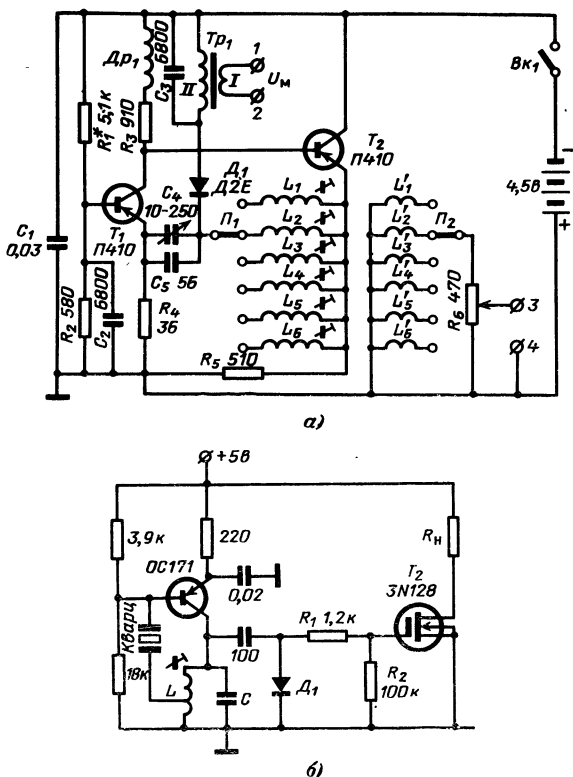 Др₁
6800
C₃
Тр₁
II
I
1
Uм
2
Вк₁
R₁* 5,1к
R₃ 910
T₂
П410
Д₁
Д2Е
−
4,5в
+
C₄
10-250
П₁
L₁
L₂
L₃
L₄
L₅
L₆
L'₁
L'₂
L'₃
L'₄
L'₅
L'₆
П₂
R₆ 470
3
4
C₁
0,03
T₁
П410
C₅ 56
R₂ 580
6800
C₂
R₄
36
R₅ 510
а)
+5в
3,9к
220
Rн
ОС171
0,02
T₂
3N128
Кварц
R₁ 1,2к
100
18к
L
C
Д₁
R₂
100к
б)